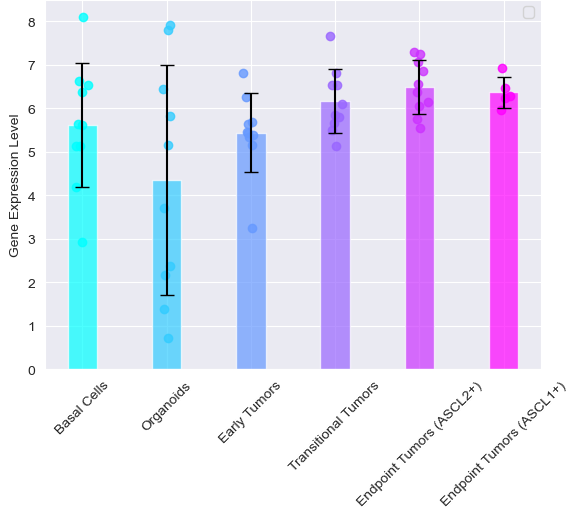 Gene Expression Level
8
7
6
5
4
3
2
1
0
Basal Cells
Organoids
Early Tumors
Transitional Tumors
Endpoint Tumors (ASCL2+)
Endpoint Tumors (ASCL1+)